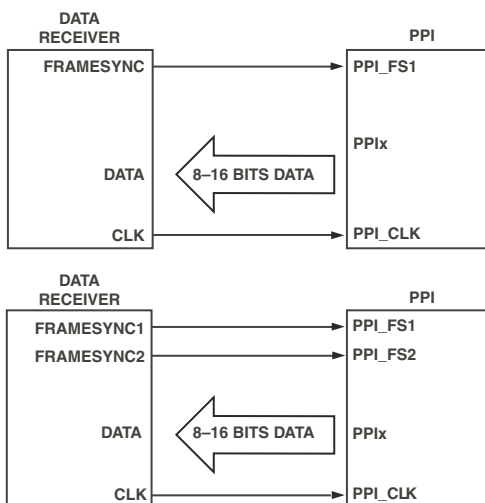 DATA
RECEIVER
PPI
FRAMESYNC
PPI_FS1
PPIx
DATA
8–16 BITS DATA
CLK
PPI_CLK
DATA
RECEIVER
PPI
FRAMESYNC1
PPI_FS1
FRAMESYNC2
PPI_FS2
DATA
8–16 BITS DATA
PPIx
CLK
PPI_CLK